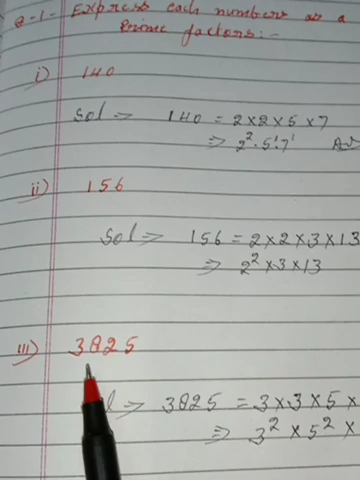 Q-1- Express each numbers as a
Prime factors:-
i) 140
Sol ⇒ 140 = 2×2×5×7
⇒ 2².5¹.7¹
ii) 156
Sol ⇒ 156 = 2×2×3×13
⇒ 2²×3×13
iii) 3825
l ⇒ 3825 = 3×3×5×
⇒ 3²×5²×